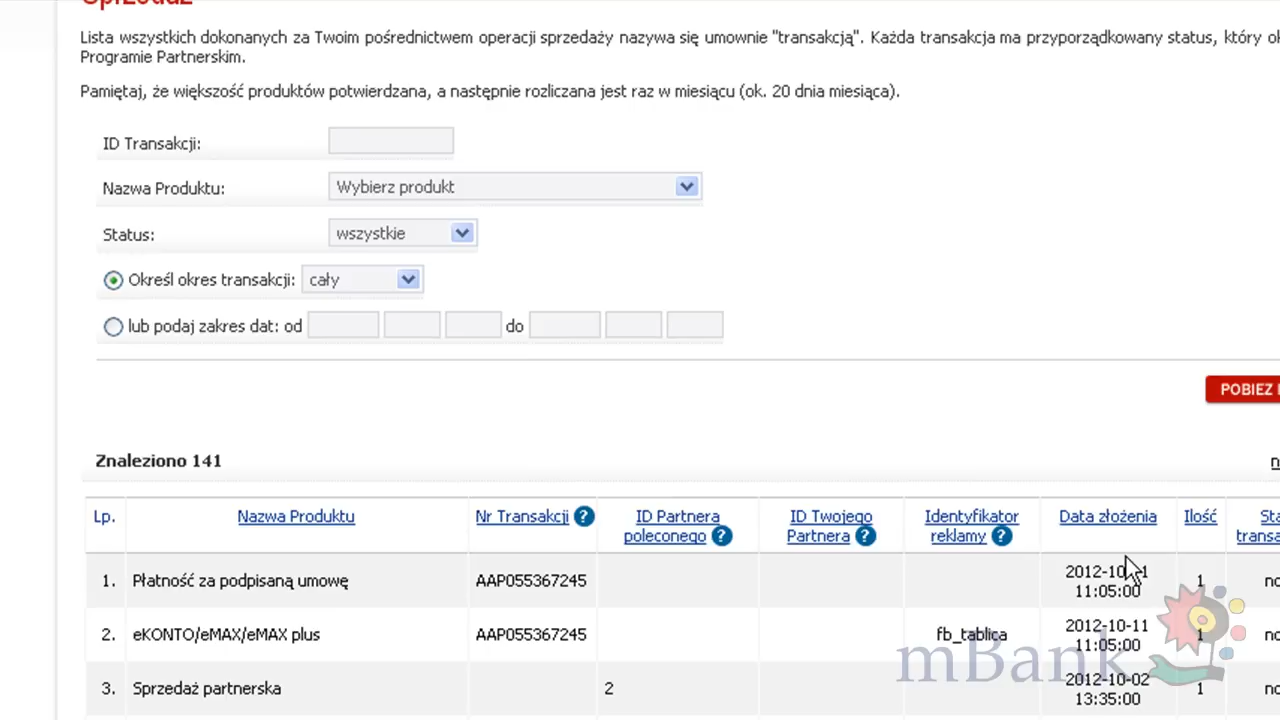 Sprzedaż
Lista wszystkich dokonanych za Twoim pośrednictwem operacji sprzedaży nazywa się umownie "transakcją". Każda transakcja ma przyporządkowany status, który
Programie Partnerskim.
Pamiętaj, że większość produktów potwierdzana, a następnie rozliczana jest raz w miesiącu (ok. 20 dnia miesiąca).
ID Transakcji:
Nazwa Produktu: Wybierz produkt
Status: wszystkie
Określ okres transakcji: cały
lub podaj zakres dat: od do
POBIEZ
Znaleziono 141
Lp. Nazwa Produktu Nr Transakcji ? ID Partnera poleconego ? ID Twojego Partnera ? Identyfikator reklamy ? Data złożenia Ilość
1. Płatność za podpisaną umowę AAP055367245 2012-10-11 11:05:00 1
2. eKONTO/eMAX/eMAX plus AAP055367245 fb_tablica 2012-10-11 11:05:00 1
3. Sprzedaż partnerska 2 2012-10-02 13:35:00 1
mBank